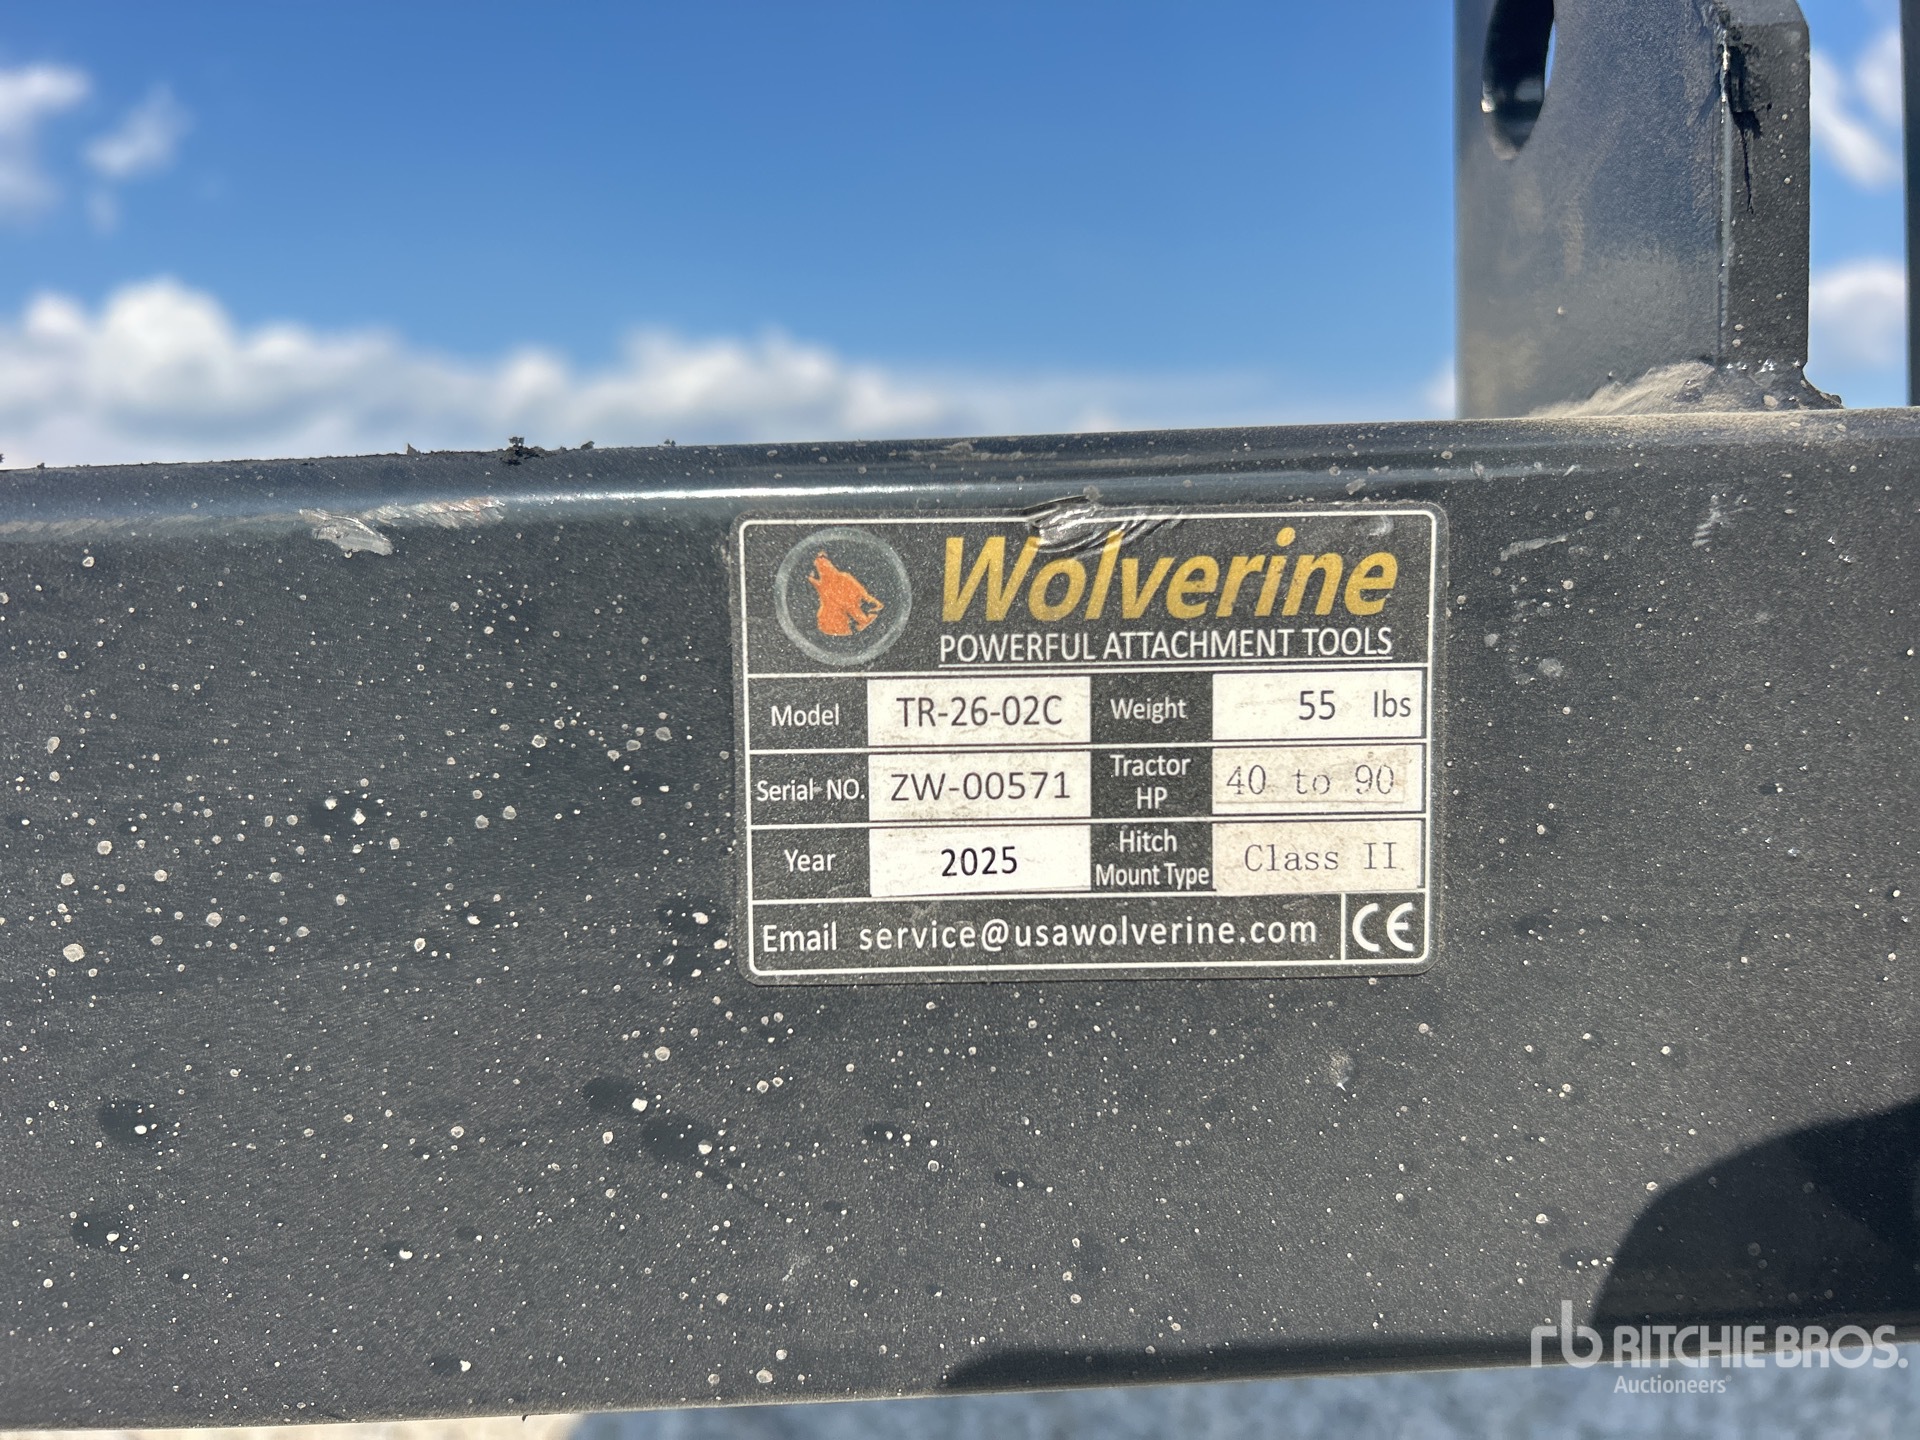 Wolverine
POWERFUL ATTACHMENT TOOLS
Model TR-26-02C Weight 55 lbs
Serial NO. ZW-00571 Tractor HP 40 to 90
Year 2025 Hitch Mount Type Class II
Email service@usawolverine.com CE
rb RITCHIE BROS.
Auctioneers